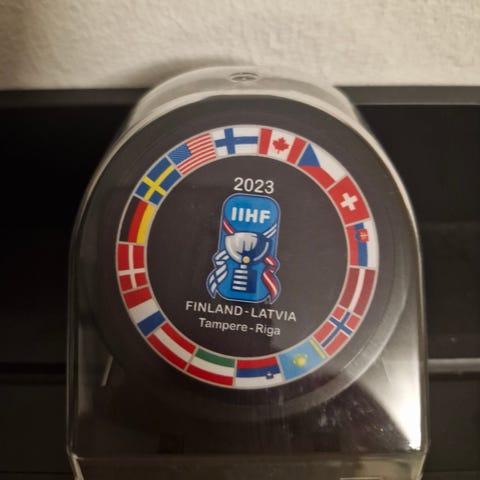 2023
IIHF
FINLAND-LATVIA
Tampere-Riga